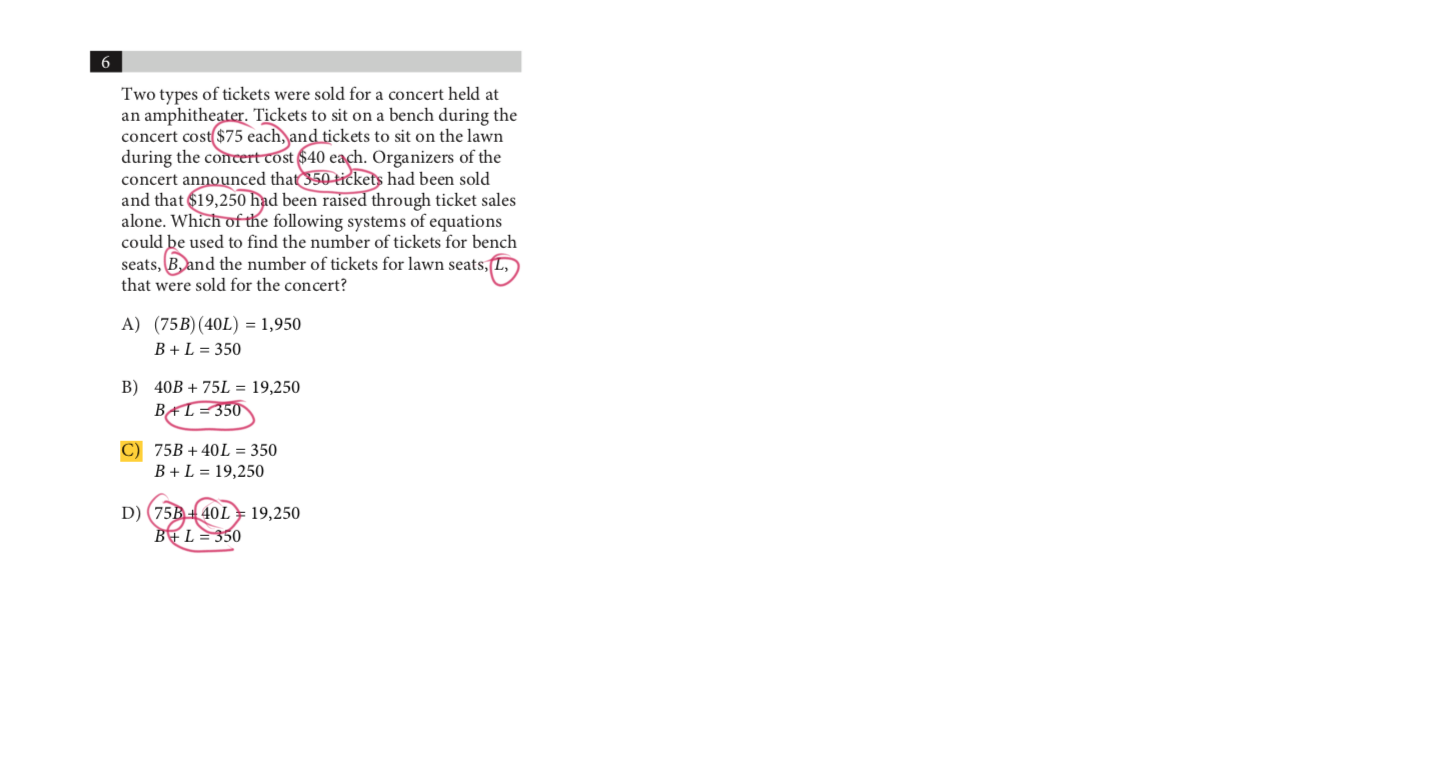 6
Two types of tickets were sold for a concert held at
an amphitheater. Tickets to sit on a bench during the
concert cost $75 each, and tickets to sit on the lawn
during the concert cost $40 each. Organizers of the
concert announced that 350 tickets had been sold
and that $19,250 had been raised through ticket sales
alone. Which of the following systems of equations
could be used to find the number of tickets for bench
seats, B, and the number of tickets for lawn seats, L,
that were sold for the concert?
A) (75B)(40L) = 1,950
B + L = 350
B) 40B + 75L = 19,250
B + L = 350
C) 75B + 40L = 350
B + L = 19,250
D) 75B + 40L = 19,250
B + L = 350